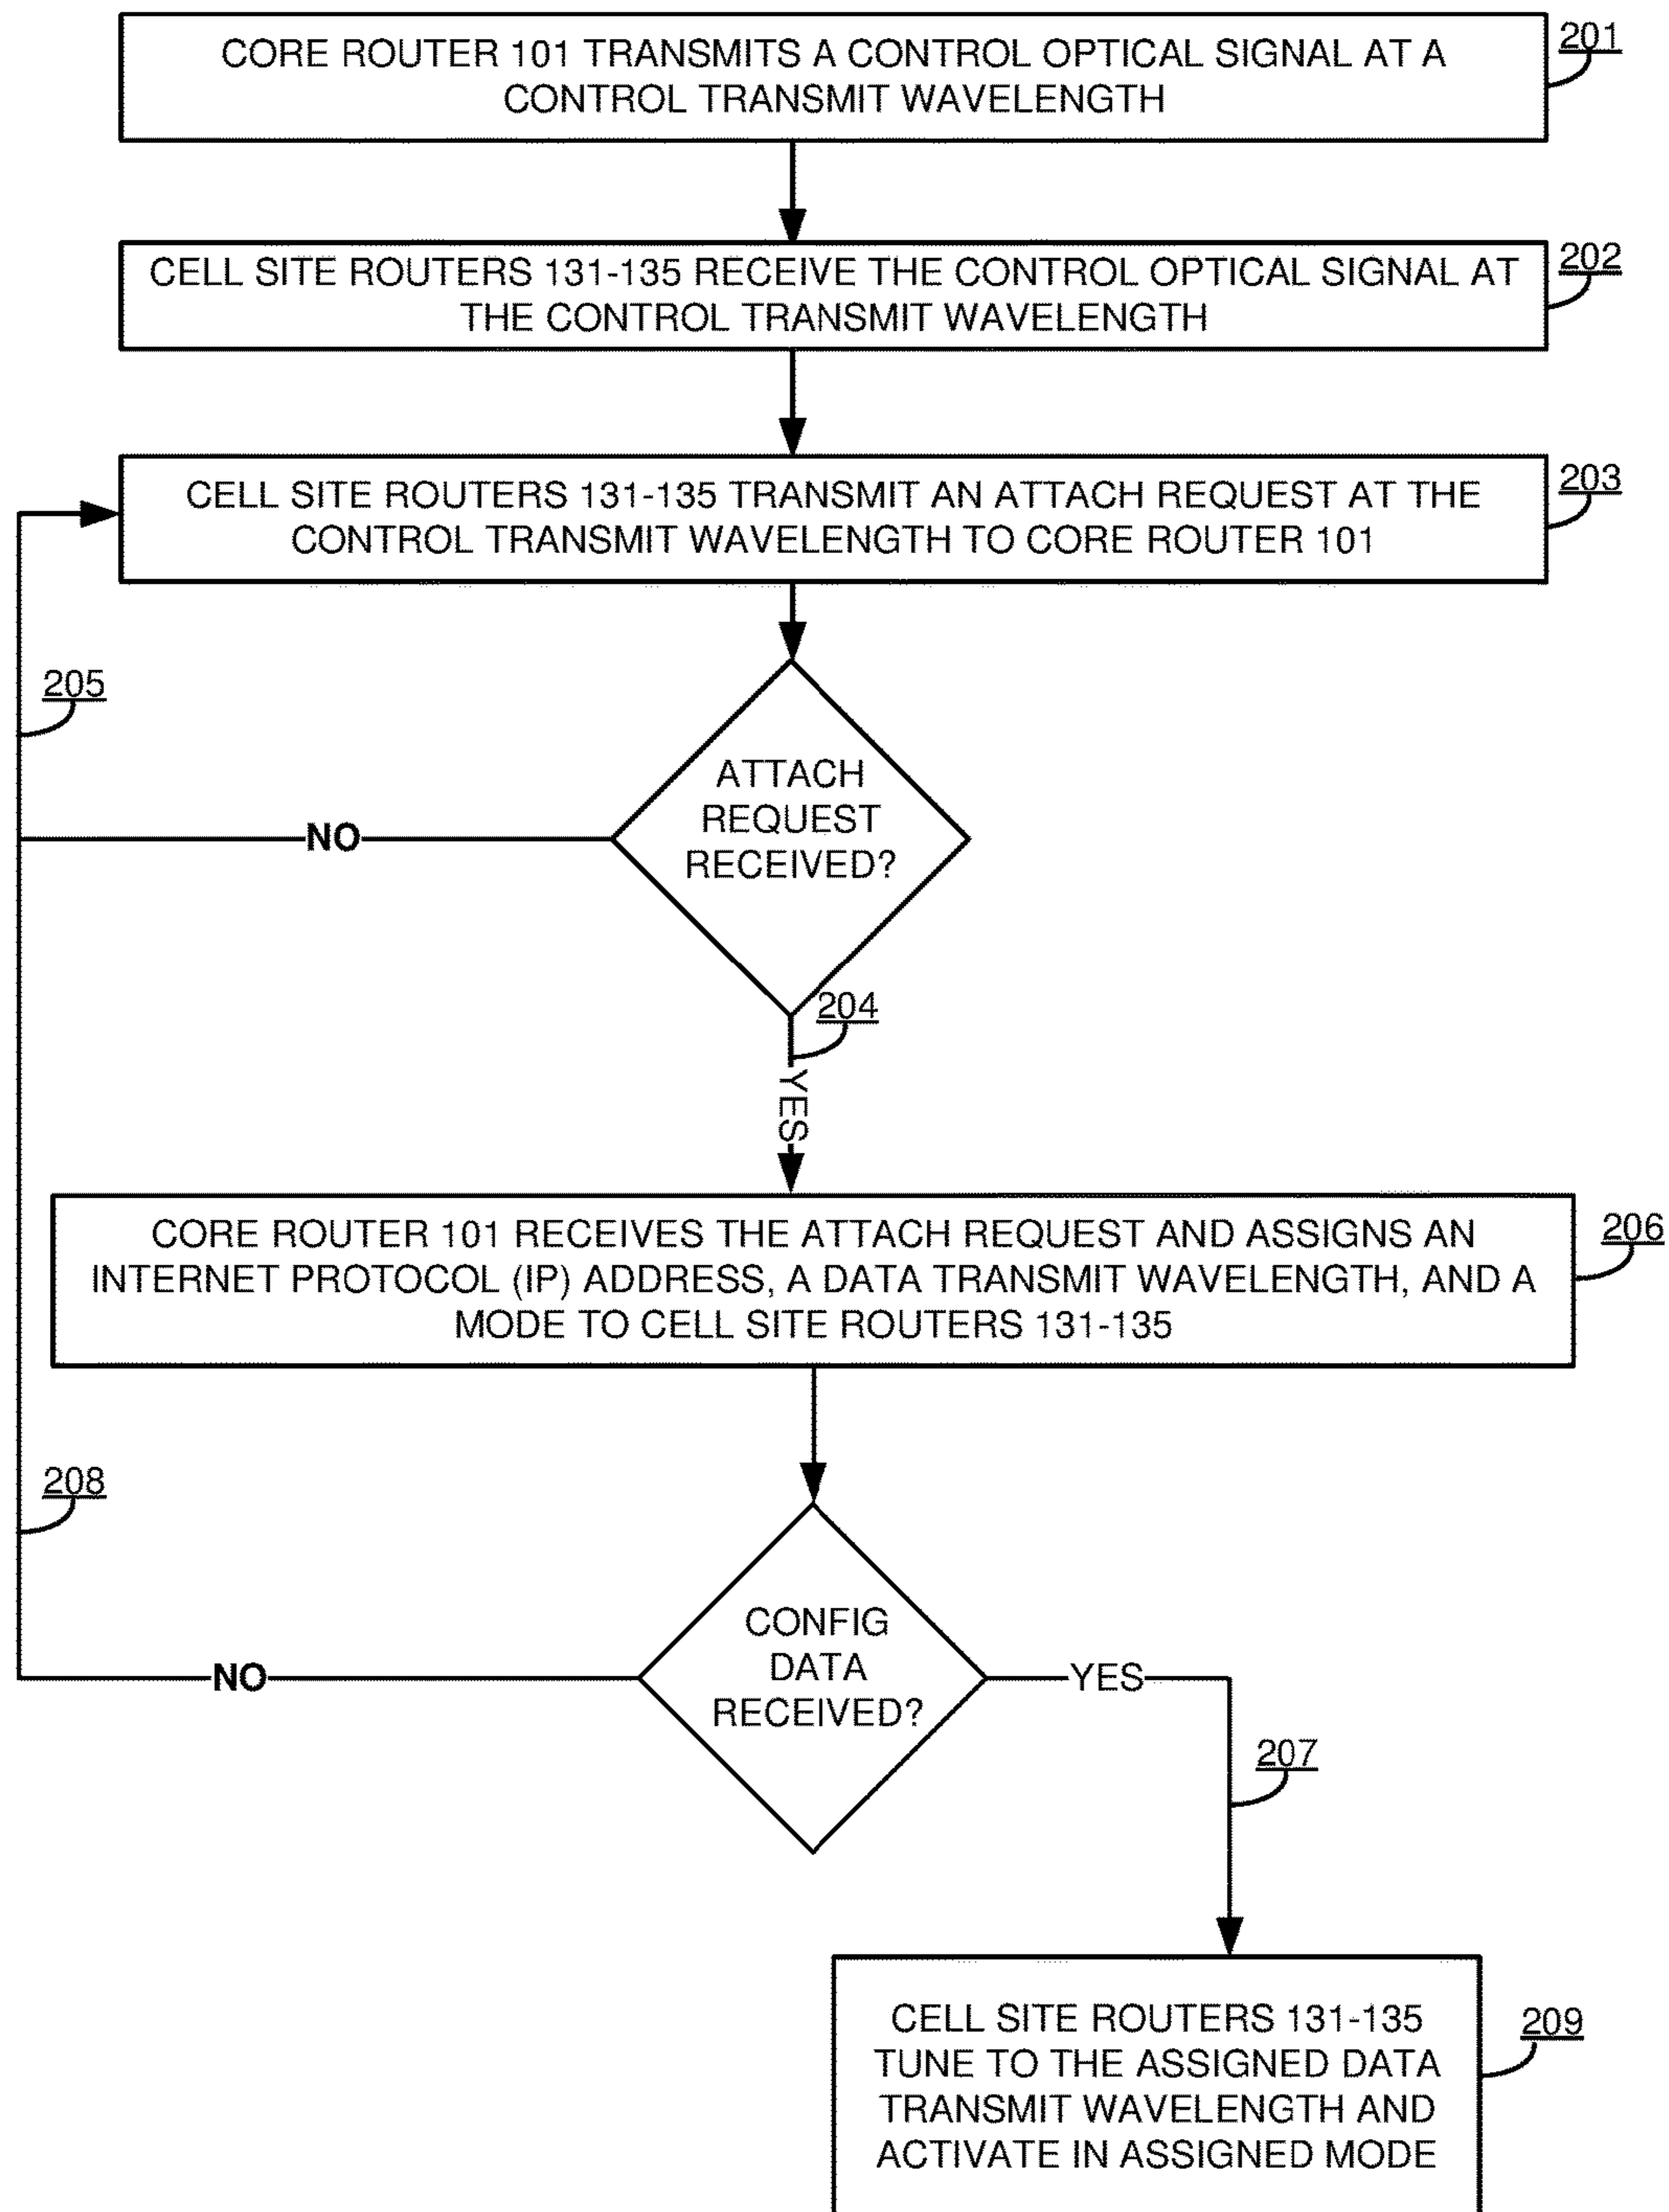 CORE ROUTER 101 TRANSMITS A CONTROL OPTICAL SIGNAL AT A
CONTROL TRANSMIT WAVELENGTH
201
CELL SITE ROUTERS 131-135 RECEIVE THE CONTROL OPTICAL SIGNAL AT
THE CONTROL TRANSMIT WAVELENGTH
202
CELL SITE ROUTERS 131-135 TRANSMIT AN ATTACH REQUEST AT THE
CONTROL TRANSMIT WAVELENGTH TO CORE ROUTER 101
203
205
ATTACH
REQUEST
RECEIVED?
NO
204
YES
CORE ROUTER 101 RECEIVES THE ATTACH REQUEST AND ASSIGNS AN
INTERNET PROTOCOL (IP) ADDRESS, A DATA TRANSMIT WAVELENGTH, AND A
MODE TO CELL SITE ROUTERS 131-135
206
208
CONFIG
DATA
RECEIVED?
NO
YES
207
CELL SITE ROUTERS 131-135
TUNE TO THE ASSIGNED DATA
TRANSMIT WAVELENGTH AND
ACTIVATE IN ASSIGNED MODE
209